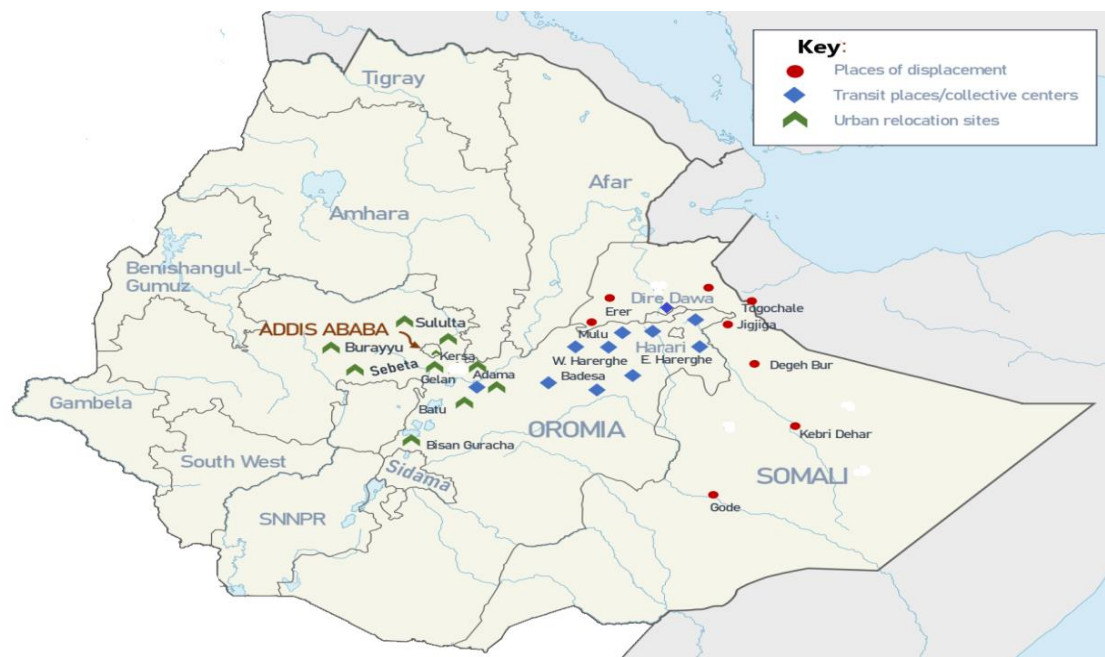 Key:
Places of displacement
Transit places/collective centers
Urban relocation sites
Tigray
Afar
Amhara
Benishangul-
Gumuz
Dire Dawa
Erer
Togochale
ADDIS ABABA
Sululta
Mulu
Jigjiga
Burayyu
Kersa
Harari
W. Harerghe
E. Harerghe
Sebeta
Gelan
Adama
Badesa
Degeh Bur
Gambela
Batu
OROMIA
Kebri Dehar
Bisan Guracha
South West
Sidama
SOMALI
Gode
SNNPR